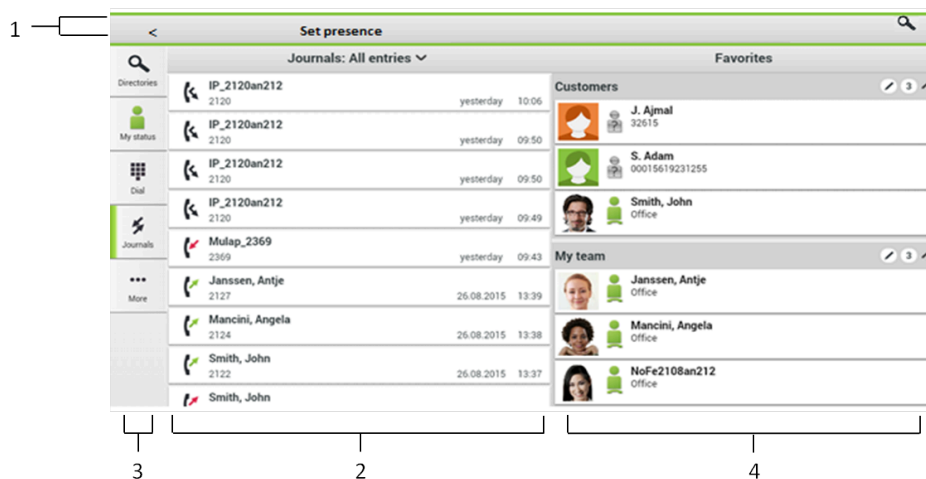 1
<
Set presence
Directories
My status
Dial
Journals
More
Journals: All entries
IP_2120an212
2120 yesterday 10:06
IP_2120an212
2120 yesterday 09:50
IP_2120an212
2120 yesterday 09:50
IP_2120an212
2120 yesterday 09:49
Mulap_2369
2369 yesterday 09:43
Janssen, Antje
2127 26.08.2015 13:39
Mancini, Angela
2124 26.08.2015 13:38
Smith, John
2122 26.08.2015 13:37
Smith, John
Favorites
Customers 3
J. Ajmal
32615
S. Adam
00015619231255
Smith, John
Office
My team 3
Janssen, Antje
Office
Mancini, Angela
Office
NoFe2108an212
Office
3 2 4